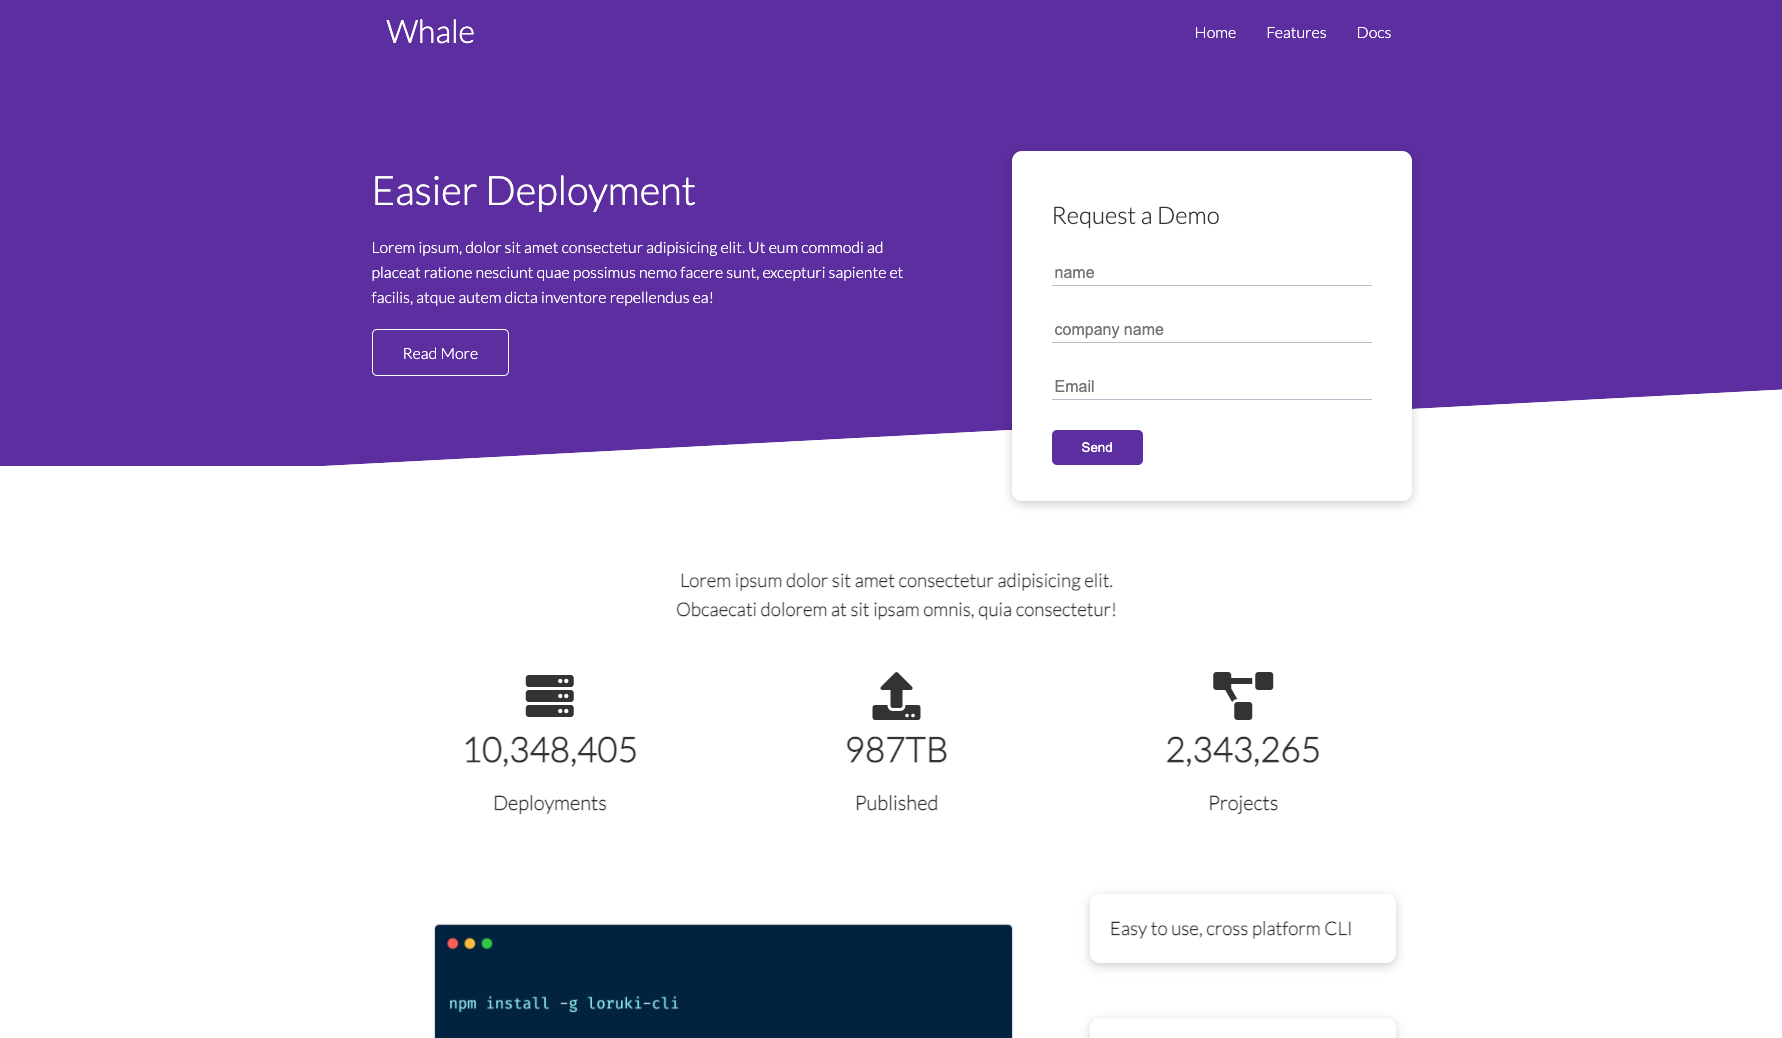 Whale
Home
Features
Docs
Easier Deployment
Lorem ipsum, dolor sit amet consectetur adipisicing elit. Ut eum commodi ad
placeat ratione nesciunt quae possimus nemo facere sunt, excepturi sapiente et
facilis, atque autem dicta inventore repellendus ea!
Read More
Request a Demo
name
company name
Email
Send
Lorem ipsum dolor sit amet consectetur adipisicing elit.
Obcaecati dolorem at sit ipsam omnis, quia consectetur!
10,348,405
Deployments
987TB
Published
2,343,265
Projects
npm install -g loruki-cli
Easy to use, cross platform CLI